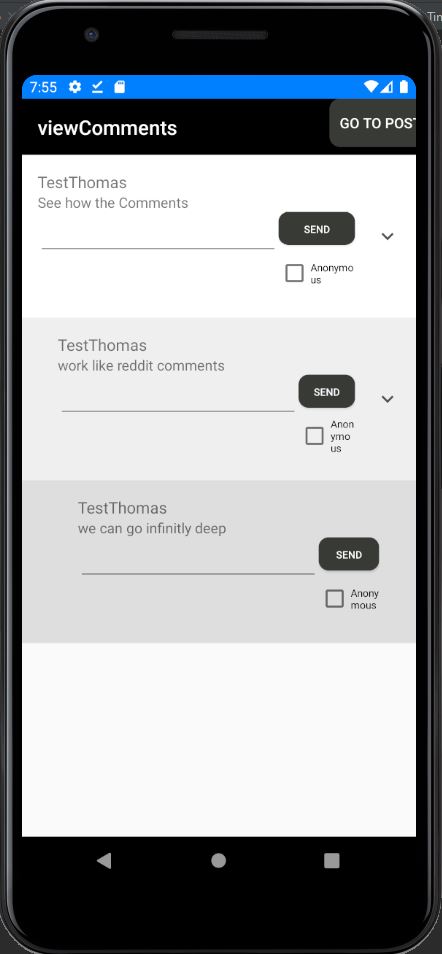 Tin
7:55
viewComments
GO TO POST
TestThomas
See how the Comments
SEND
Anonymo
us
TestThomas
work like reddit comments
SEND
Anon
ymo
us
TestThomas
we can go infinitly deep
SEND
Anony
mous